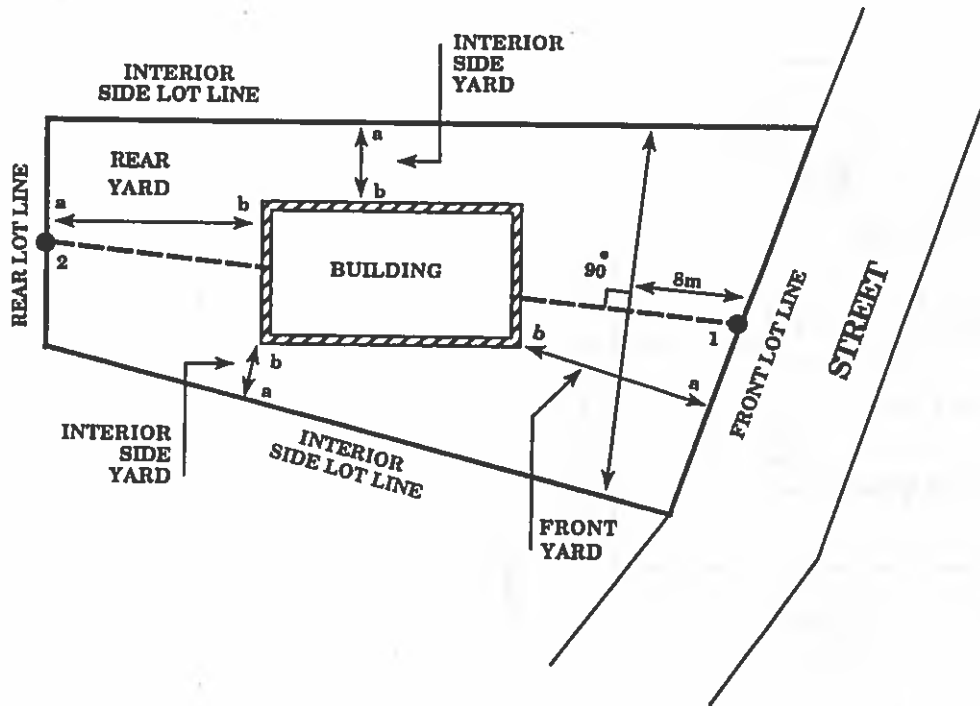 INTERIOR
SIDE
YARD
INTERIOR
SIDE LOT LINE
a
REAR
YARD
b
a
b
REAR LOT LINE
2
BUILDING
90°
8m
1
b
a
FRONT LOT LINE
STREET
b
a
INTERIOR
SIDE
YARD
INTERIOR
SIDE LOT LINE
FRONT
YARD